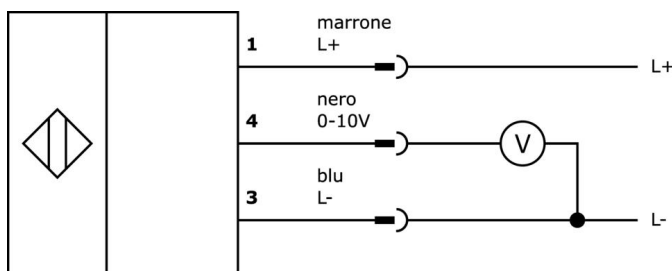 marrone
1 L+
L+
nero
4 0-10V
V
blu
3 L-
L-